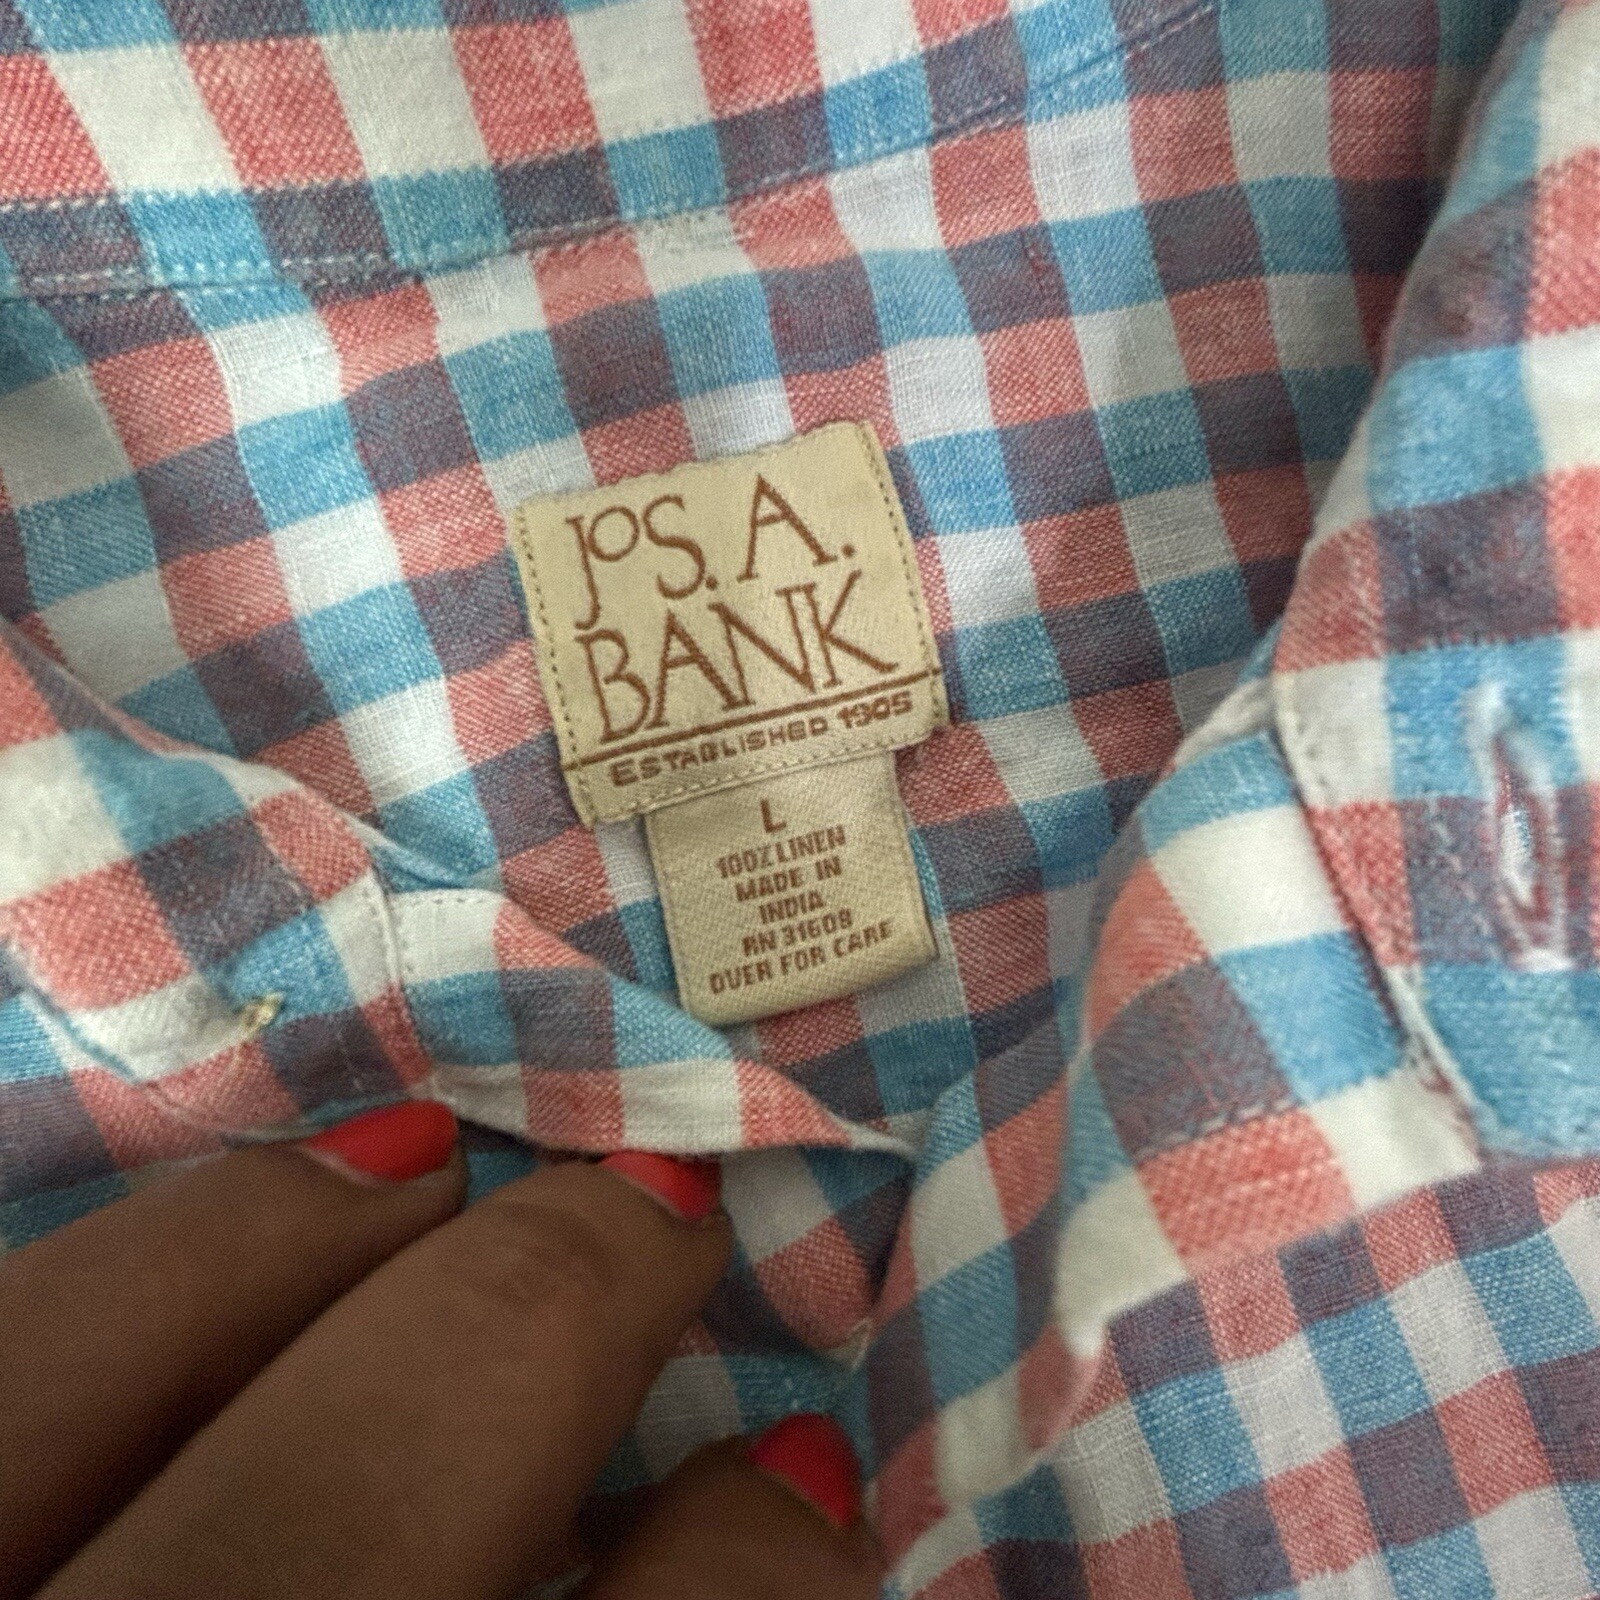 JOS. A.
BANK
ESTABLISHED 1905
L
100% LINEN
MADE IN
INDIA
RN 31608
OVER FOR CARE